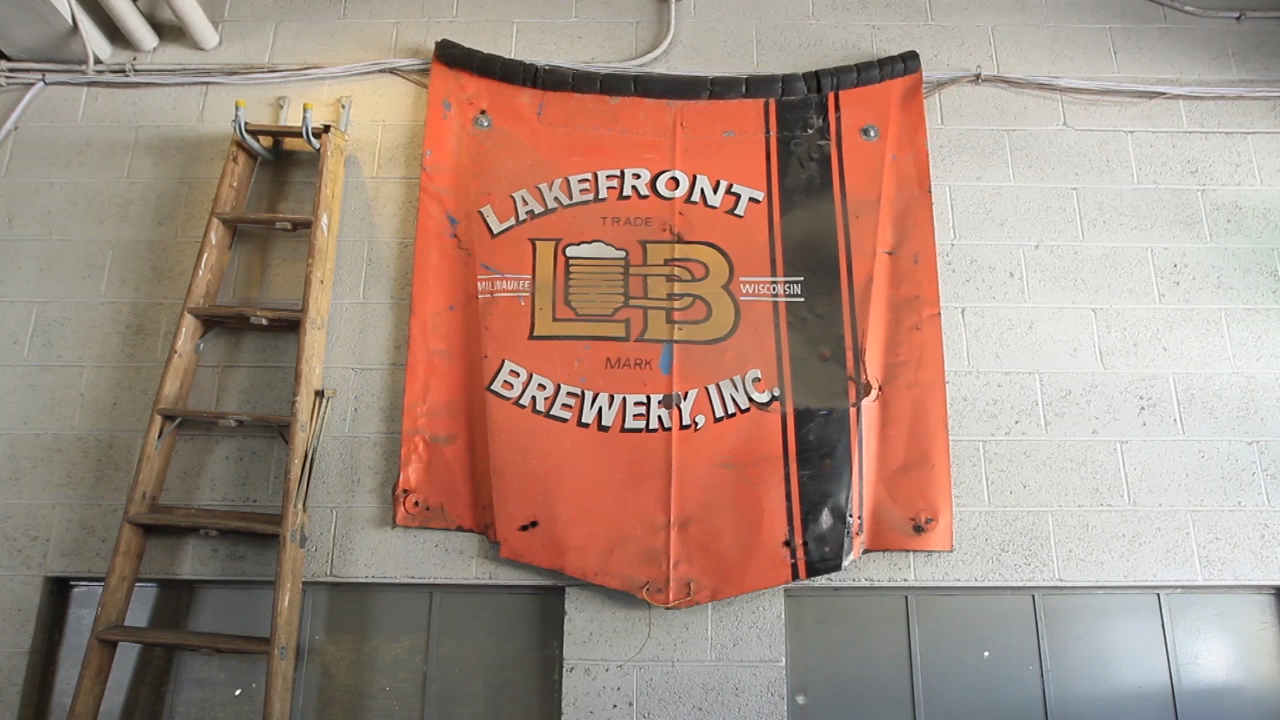 LAKEFRONT
TRADE
LB
MILWAUKEE WISCONSIN
MARK
BREWERY, INC.